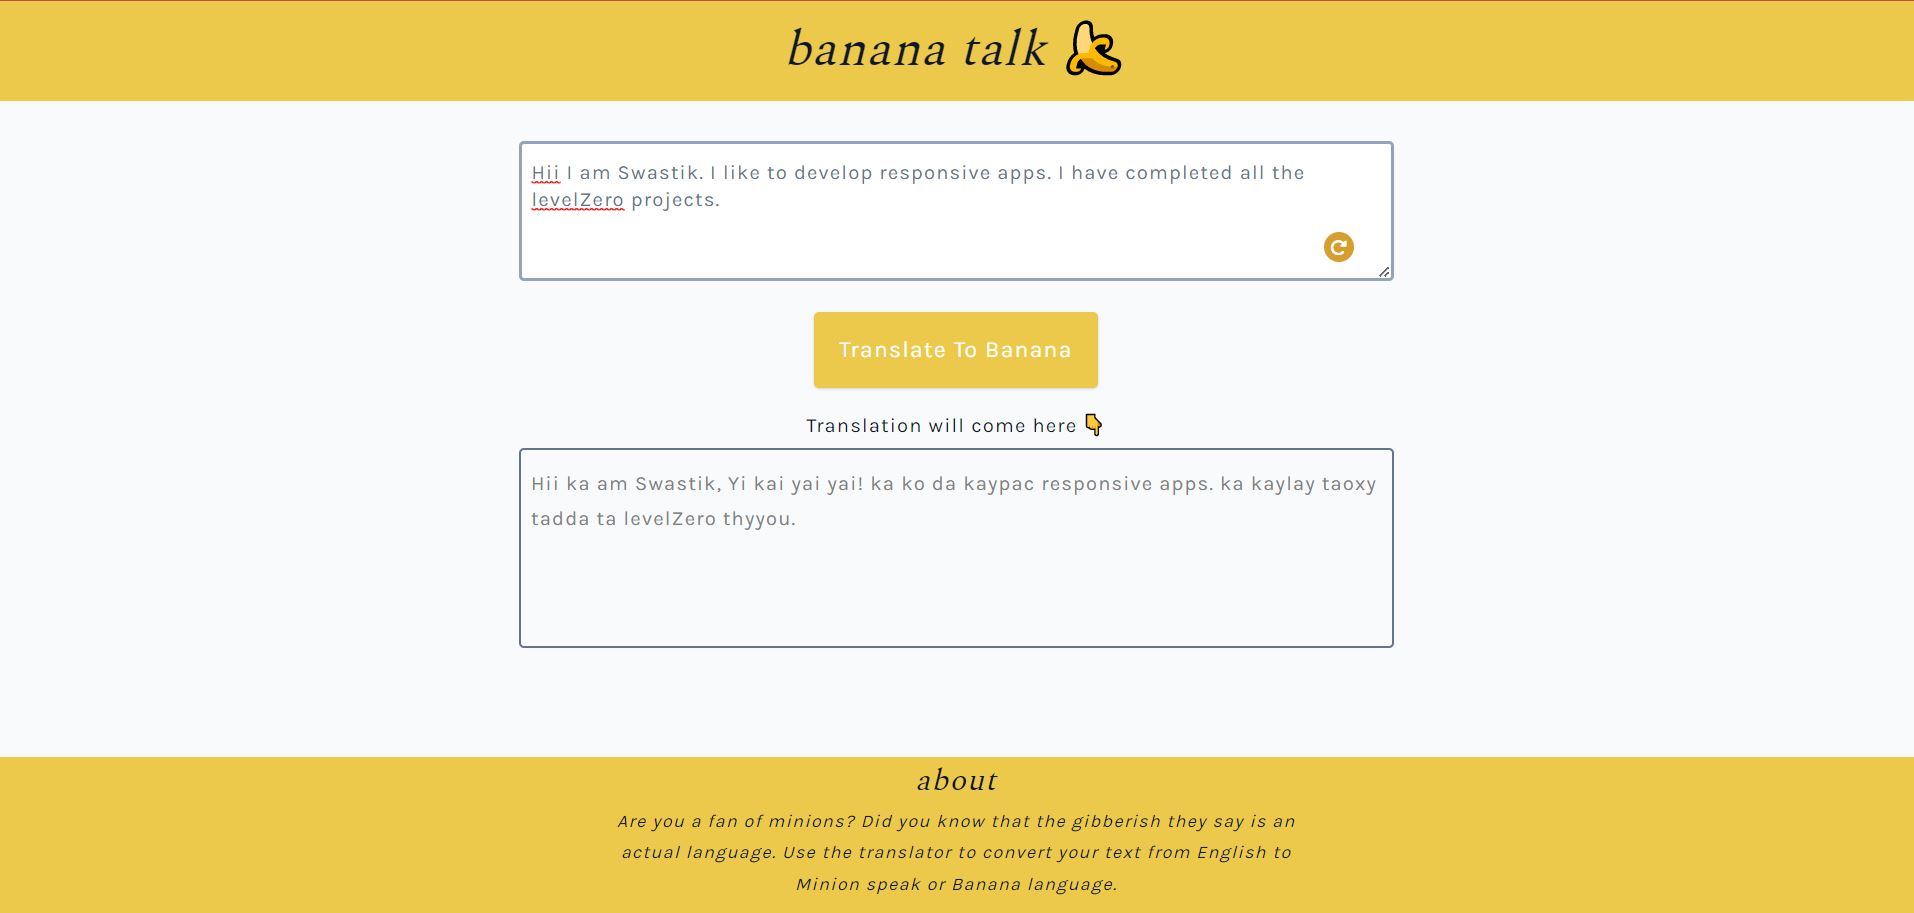 banana talk
Hii I am Swastik. I like to develop responsive apps. I have completed all the
levelZero projects.
Translate To Banana
Translation will come here 👇
Hii ka am Swastik, Yi kai yai yai! ka ko da kaypac responsive apps. ka kaylay taoxy
tadda ta levelZero thyyou.
about
Are you a fan of minions? Did you know that the gibberish they say is an
actual language. Use the translator to convert your text from English to
Minion speak or Banana language.